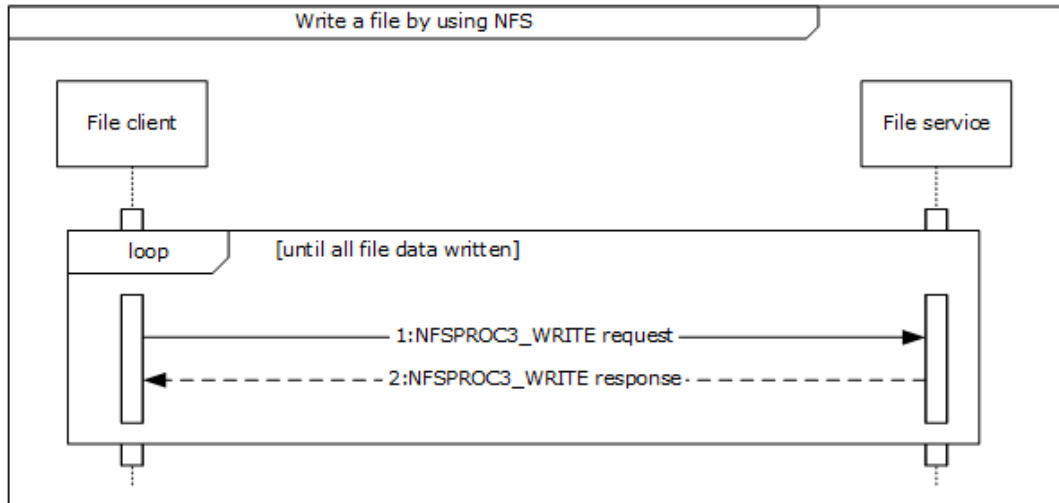 Write a file by using NFS
File client
File service
loop
[until all file data written]
1:NFSPROC3_WRITE request
2:NFSPROC3_WRITE response